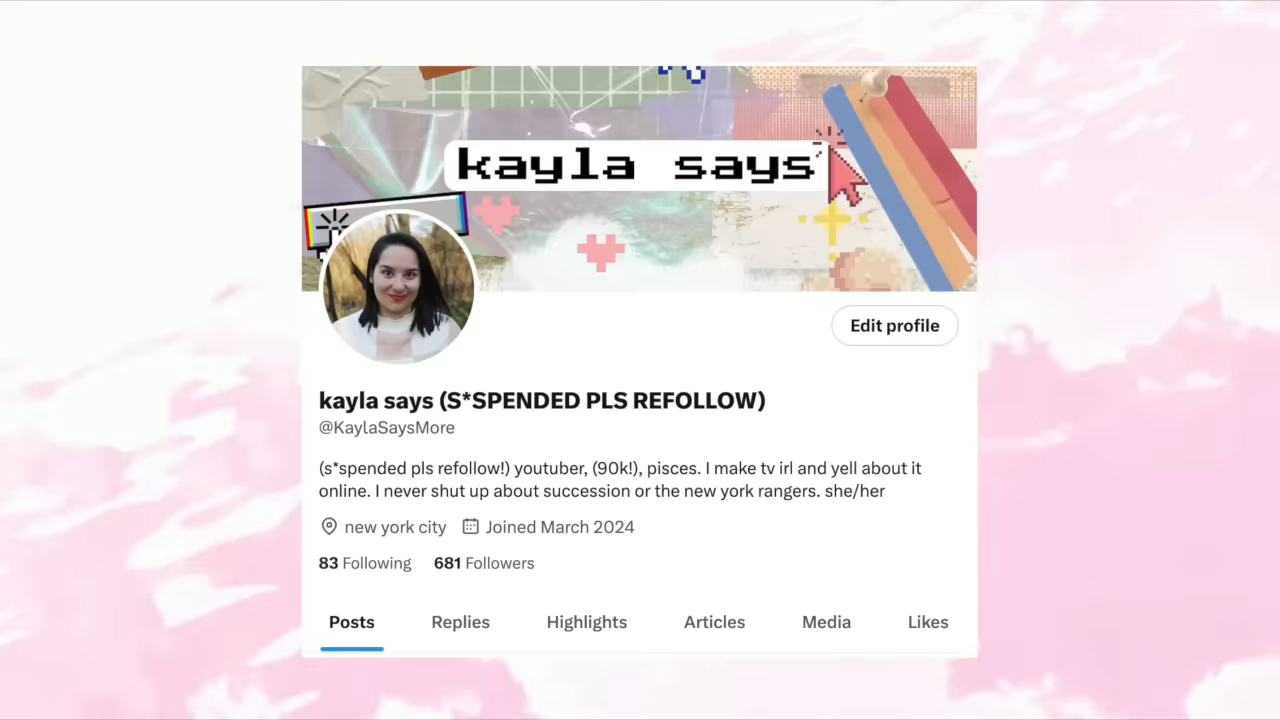 kayla says
Edit profile
kayla says (S*SPENDED PLS REFOLLOW)
@KaylaSaysMore
(s*spended pls refollow!) youtuber, (90k!), pisces. I make tv irl and yell about it
online. I never shut up about succession or the new york rangers. she/her
new york city Joined March 2024
83 Following 681 Followers
Posts Replies Highlights Articles Media Likes